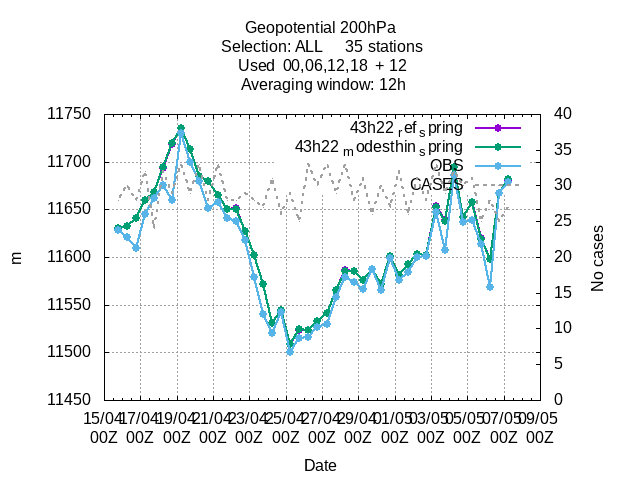 Geopotential 200hPa
Selection: ALL 35 stations
Used 00,06,12,18 + 12
Averaging window: 12h
43h22 ref spring
43h22 modesthin spring
OBS
CASES
11750
11700
11650
11600
11550
11500
11450
m
40
35
30
25
20
15
10
5
0
No cases
15/04 17/04 19/04 21/04 23/04 25/04 27/04 29/04 01/05 03/05 05/05 07/05 09/05
00Z 00Z 00Z 00Z 00Z 00Z 00Z 00Z 00Z 00Z 00Z 00Z 00Z
Date